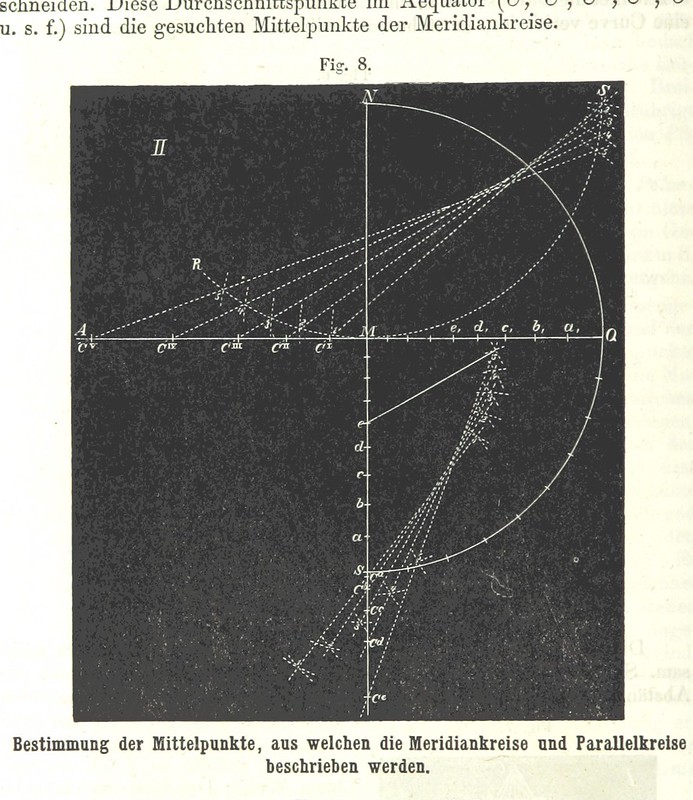 schneiden. Diese Durchschnittspunkte im Aequator
u. s. f.) sind die gesuchten Mittelpunkte der Meridiankreise.
Fig. 8.
N
S'
II
R
A
M
e, d, c, b, a,
Q
C^V C^IV C^III C^II C^I
e
d
c
b
a
S
C^c
C^d
C^e
Bestimmung der Mittelpunkte, aus welchen die Meridiankreise und Parallelkreise
beschrieben werden.